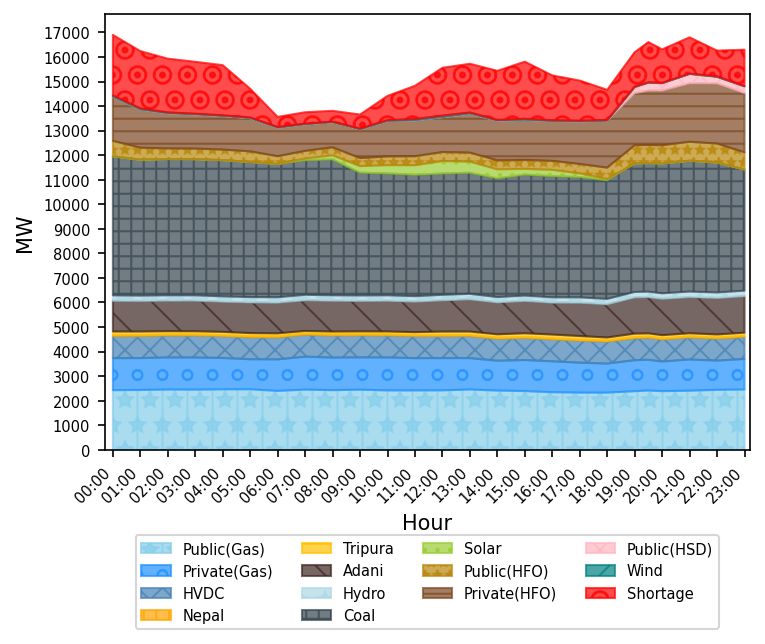 17000
16000
15000
14000
13000
12000
11000
10000
9000
8000
7000
6000
5000
4000
3000
2000
1000
0
MW
00:00 01:00 02:00 03:00 04:00 05:00 06:00 07:00 08:00 09:00 10:00 11:00 12:00 13:00 14:00 15:00 16:00 17:00 18:00 19:00 20:00 21:00 22:00 23:00
Hour
Public(Gas) Tripura Solar Public(HSD)
Private(Gas) Adani Public(HFO) Wind
HVDC Hydro Private(HFO) Shortage
Nepal Coal